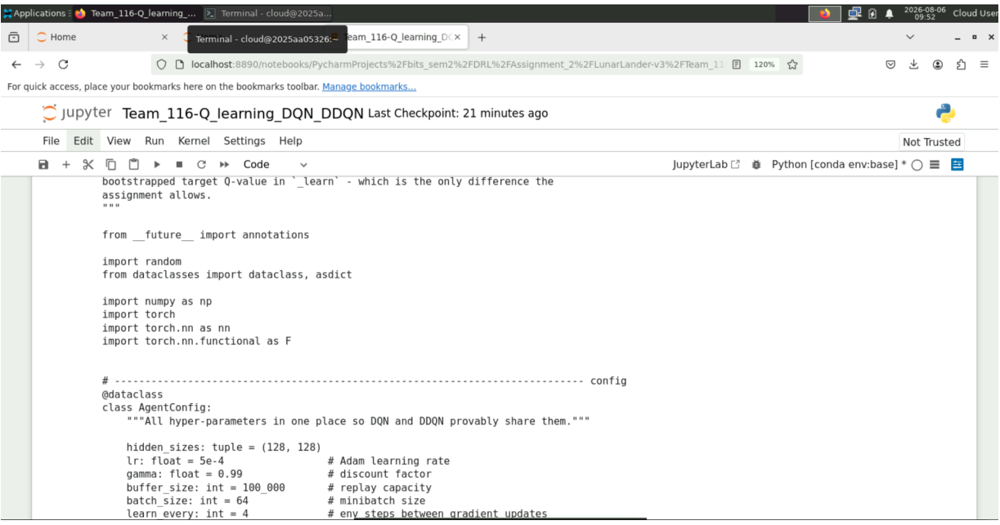 Applications
Team_116-Q_learning_...
Terminal - cloud@2025a...
2026-08-06
09:52
Cloud User
Home
Terminal - cloud@2025aa05326:~
Team_116-Q_learning_D
localhost:8890/notebooks/PycharmProjects%2Fbits_sem2%2FDRL%2FAssignment_2%2FLunarLander-v3%2FTeam_11
120%
For quick access, place your bookmarks here on the bookmarks toolbar. Manage bookmarks...
jupyter Team_116-Q_learning_DQN_DDQN Last Checkpoint: 21 minutes ago
File Edit View Run Kernel Settings Help
Not Trusted
Code
JupyterLab
Python [conda env:base] *
bootstrapped target Q-value in `_learn` - which is the only difference the
assignment allows.
"""
from __future__ import annotations
import random
from dataclasses import dataclass, asdict
import numpy as np
import torch
import torch.nn as nn
import torch.nn.functional as F
# ----------------------------------------------------------------------------- config
@dataclass
class AgentConfig:
"""All hyper-parameters in one place so DQN and DDQN provably share them."""
hidden_sizes: tuple = (128, 128)
lr: float = 5e-4 # Adam learning rate
gamma: float = 0.99 # discount factor
buffer_size: int = 100_000 # replay capacity
batch_size: int = 64 # minibatch size
learn_every: int = 4 # env steps between gradient updates